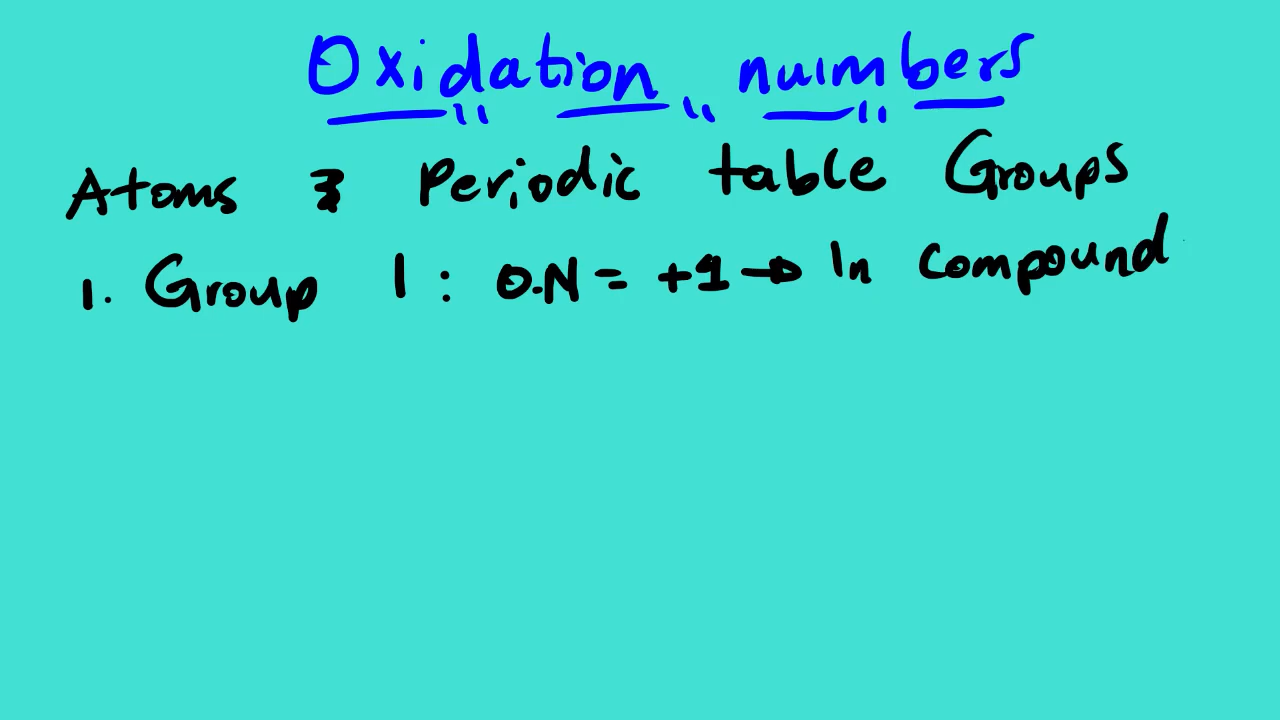 Oxidation numbers
Atoms & Periodic table Groups
1. Group 1 : O.N = +1 → In compound